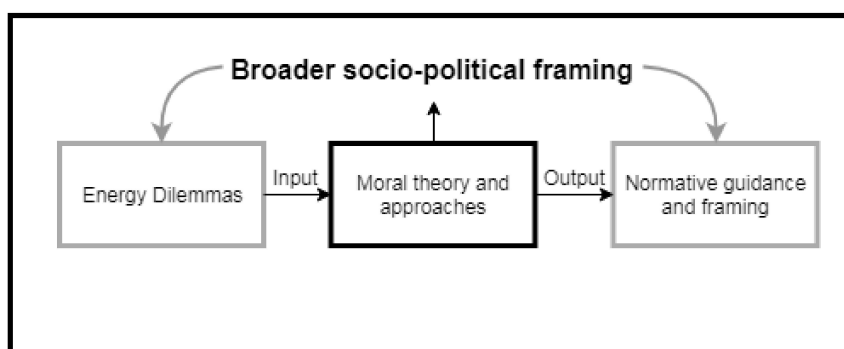 Broader socio-political framing
Energy Dilemmas
Input
Moral theory and
approaches
Output
Normative guidance
and framing